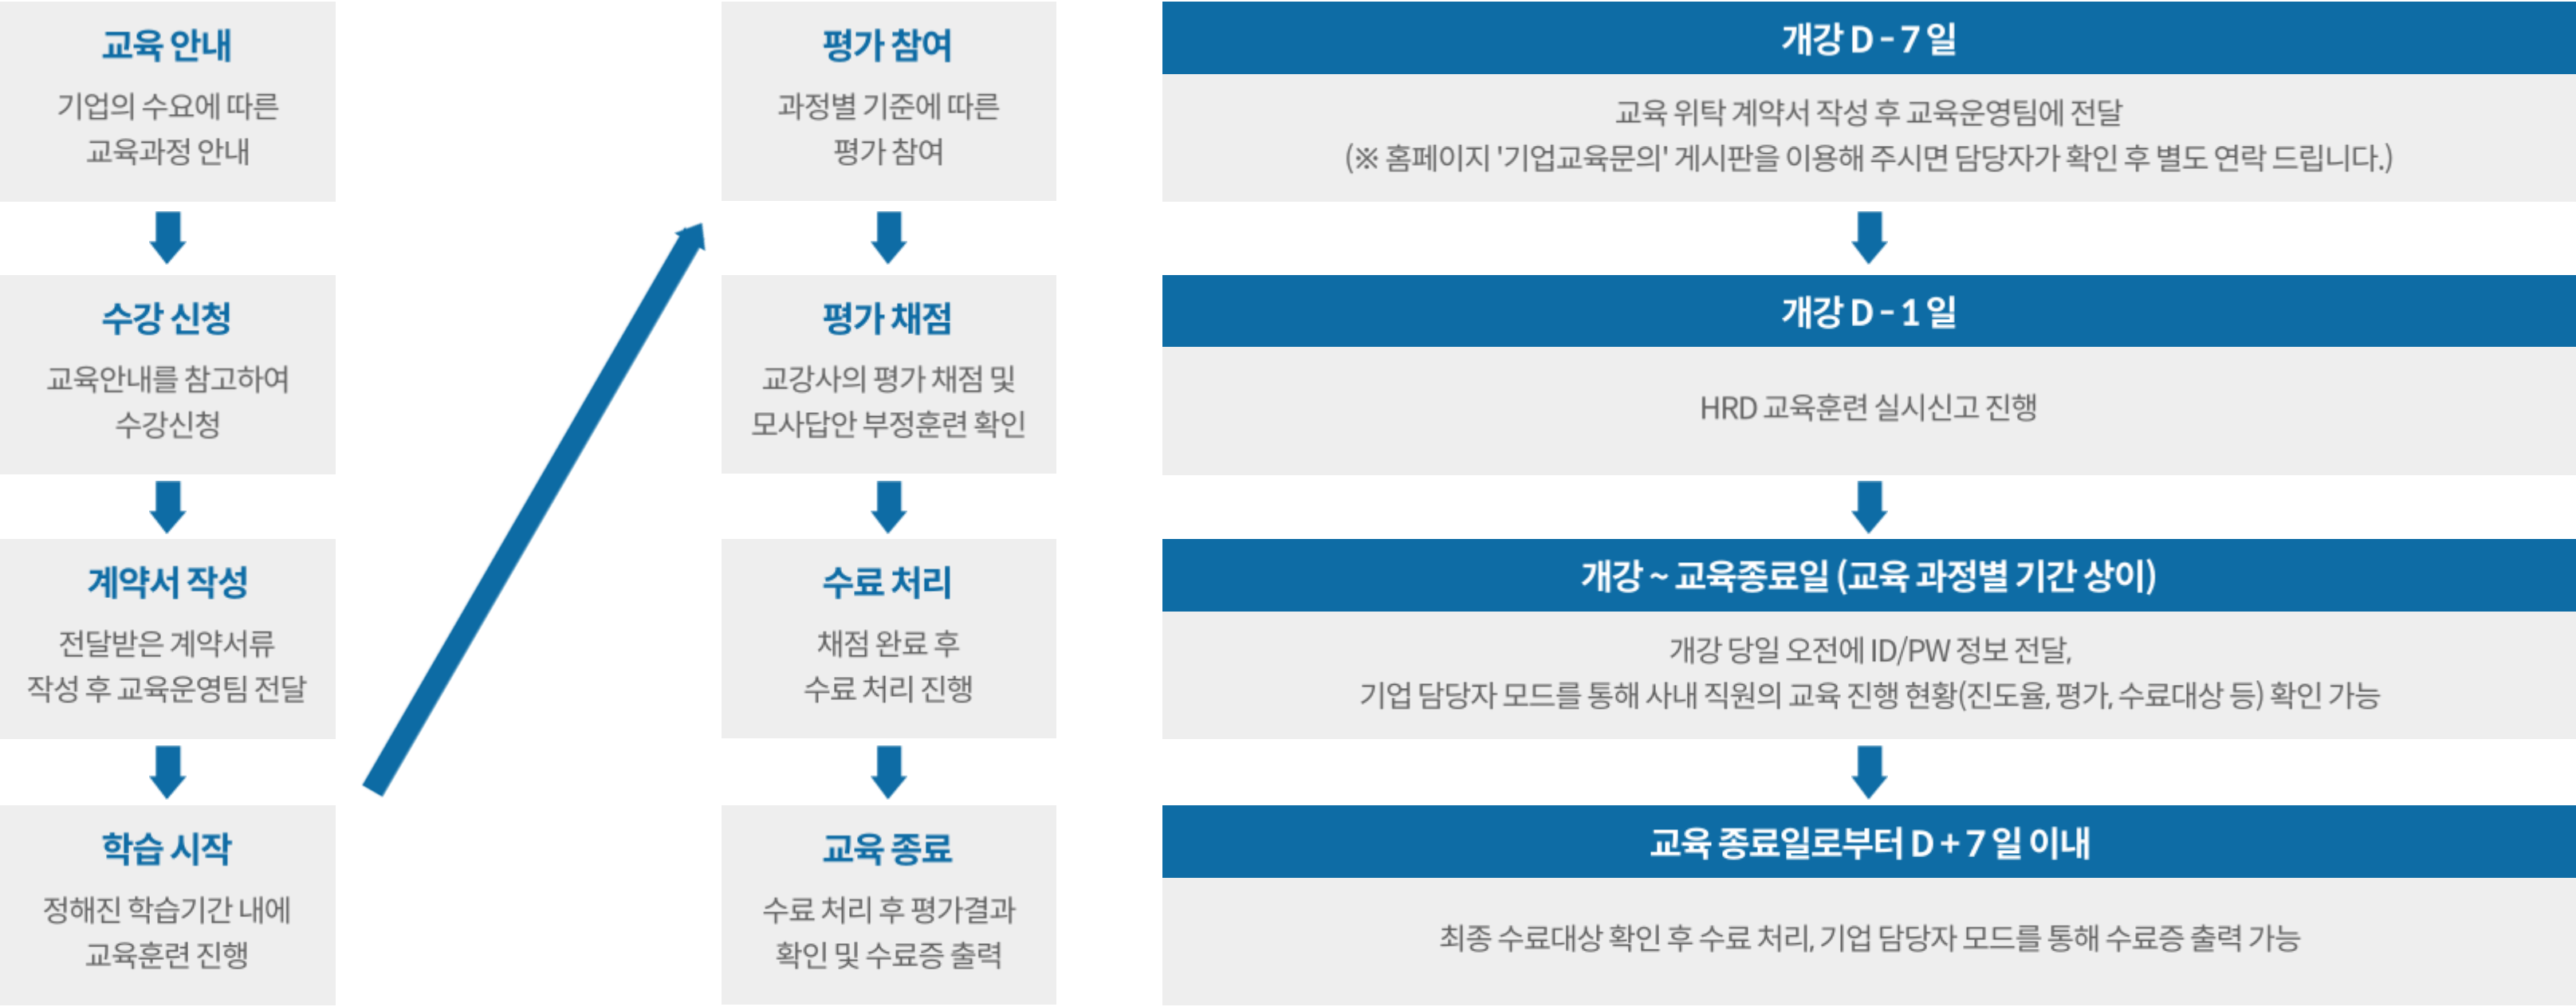 교육 안내
기업의 수요에 따른
교육과정 안내
수강 신청
교육안내를 참고하여
수강신청
계약서 작성
전달받은 계약서류
작성 후 교육운영팀 전달
학습 시작
정해진 학습기간 내에
교육훈련 진행
평가 참여
과정별 기준에 따른
평가 참여
평가 채점
교강사의 평가 채점 및
모사답안 부정훈련 확인
수료 처리
채점 완료 후
수료 처리 진행
교육 종료
수료 처리 후 평가결과
확인 및 수료증 출력
개강 D - 7 일
교육 위탁 계약서 작성 후 교육운영팀에 전달
(※ 홈페이지 '기업교육문의' 게시판을 이용해 주시면 담당자가 확인 후 별도 연락 드립니다.)
개강 D - 1 일
HRD 교육훈련 실시신고 진행
개강 ~ 교육종료일 (교육 과정별 기간 상이)
개강 당일 오전에 ID/PW 정보 전달,
기업 담당자 모드를 통해 사내 직원의 교육 진행 현황(진도율, 평가, 수료대상 등) 확인 가능
교육 종료일로부터 D + 7 일 이내
최종 수료대상 확인 후 수료 처리, 기업 담당자 모드를 통해 수료증 출력 가능